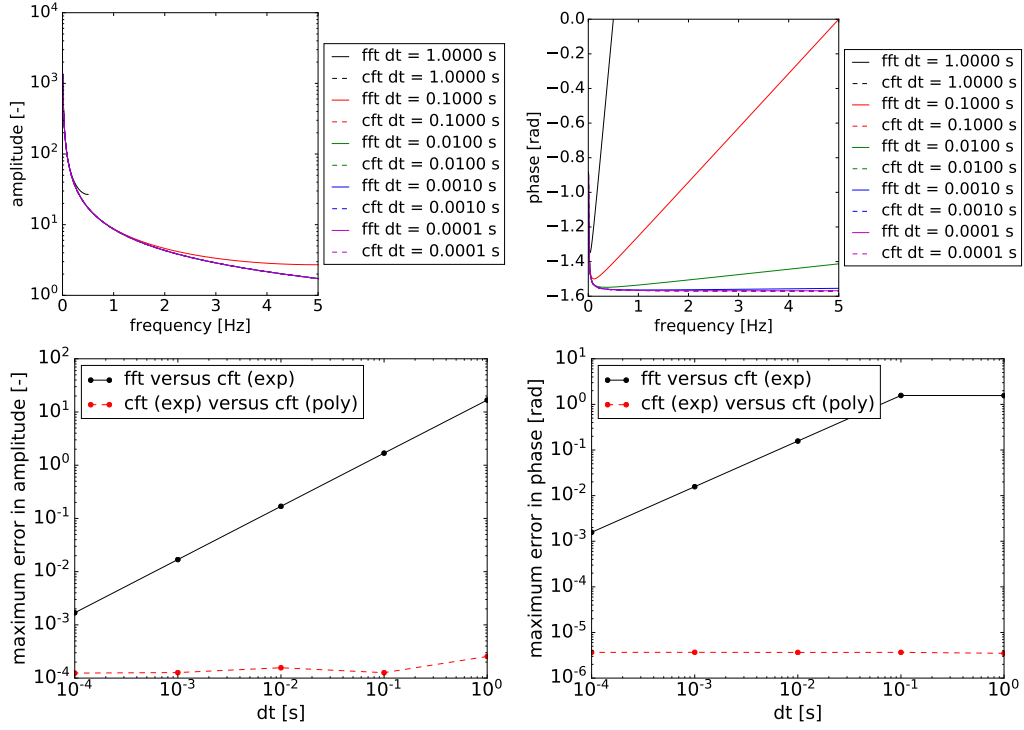 10^4
10^3
10^2
10^1
10^0
amplitude [-]
0 1 2 3 4 5
frequency [Hz]
fft dt = 1.0000 s
cft dt = 1.0000 s
fft dt = 0.1000 s
cft dt = 0.1000 s
fft dt = 0.0100 s
cft dt = 0.0100 s
fft dt = 0.0010 s
cft dt = 0.0010 s
fft dt = 0.0001 s
cft dt = 0.0001 s
0.0
−0.2
−0.4
−0.6
−0.8
−1.0
−1.2
−1.4
−1.6
phase [rad]
0 1 2 3 4 5
frequency [Hz]
fft dt = 1.0000 s
cft dt = 1.0000 s
fft dt = 0.1000 s
cft dt = 0.1000 s
fft dt = 0.0100 s
cft dt = 0.0100 s
fft dt = 0.0010 s
cft dt = 0.0010 s
fft dt = 0.0001 s
cft dt = 0.0001 s
10^2
10^1
10^0
10^-1
10^-2
10^-3
10^-4
maximum error in amplitude [-]
fft versus cft (exp)
cft (exp) versus cft (poly)
10^-4 10^-3 10^-2 10^-1 10^0
dt [s]
10^1
10^0
10^-1
10^-2
10^-3
10^-4
10^-5
10^-6
maximum error in phase [rad]
fft versus cft (exp)
cft (exp) versus cft (poly)
10^-4 10^-3 10^-2 10^-1 10^0
dt [s]